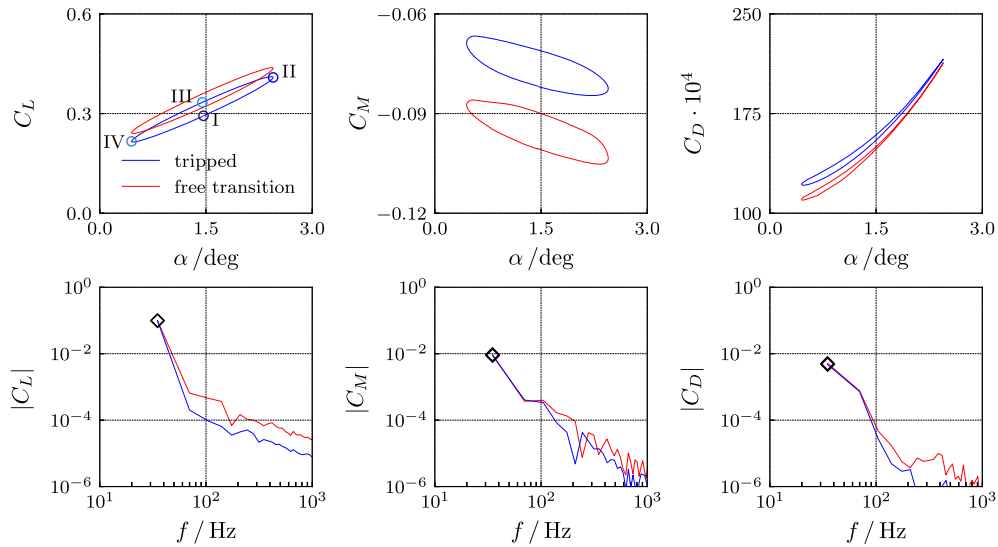 0.6
0.3
0.0
C_L
0.0
1.5
3.0
α /deg
I
II
III
IV
tripped
free transition
−0.06
−0.09
−0.12
C_M
0.0
1.5
3.0
α /deg
250
175
100
C_D · 10^4
0.0
1.5
3.0
α /deg
10^0
10^−2
10^−4
10^−6
|C_L|
10^1
10^2
10^3
f / Hz
10^0
10^−2
10^−4
10^−6
|C_M|
10^1
10^2
10^3
f / Hz
10^0
10^−2
10^−4
10^−6
|C_D|
10^1
10^2
10^3
f / Hz